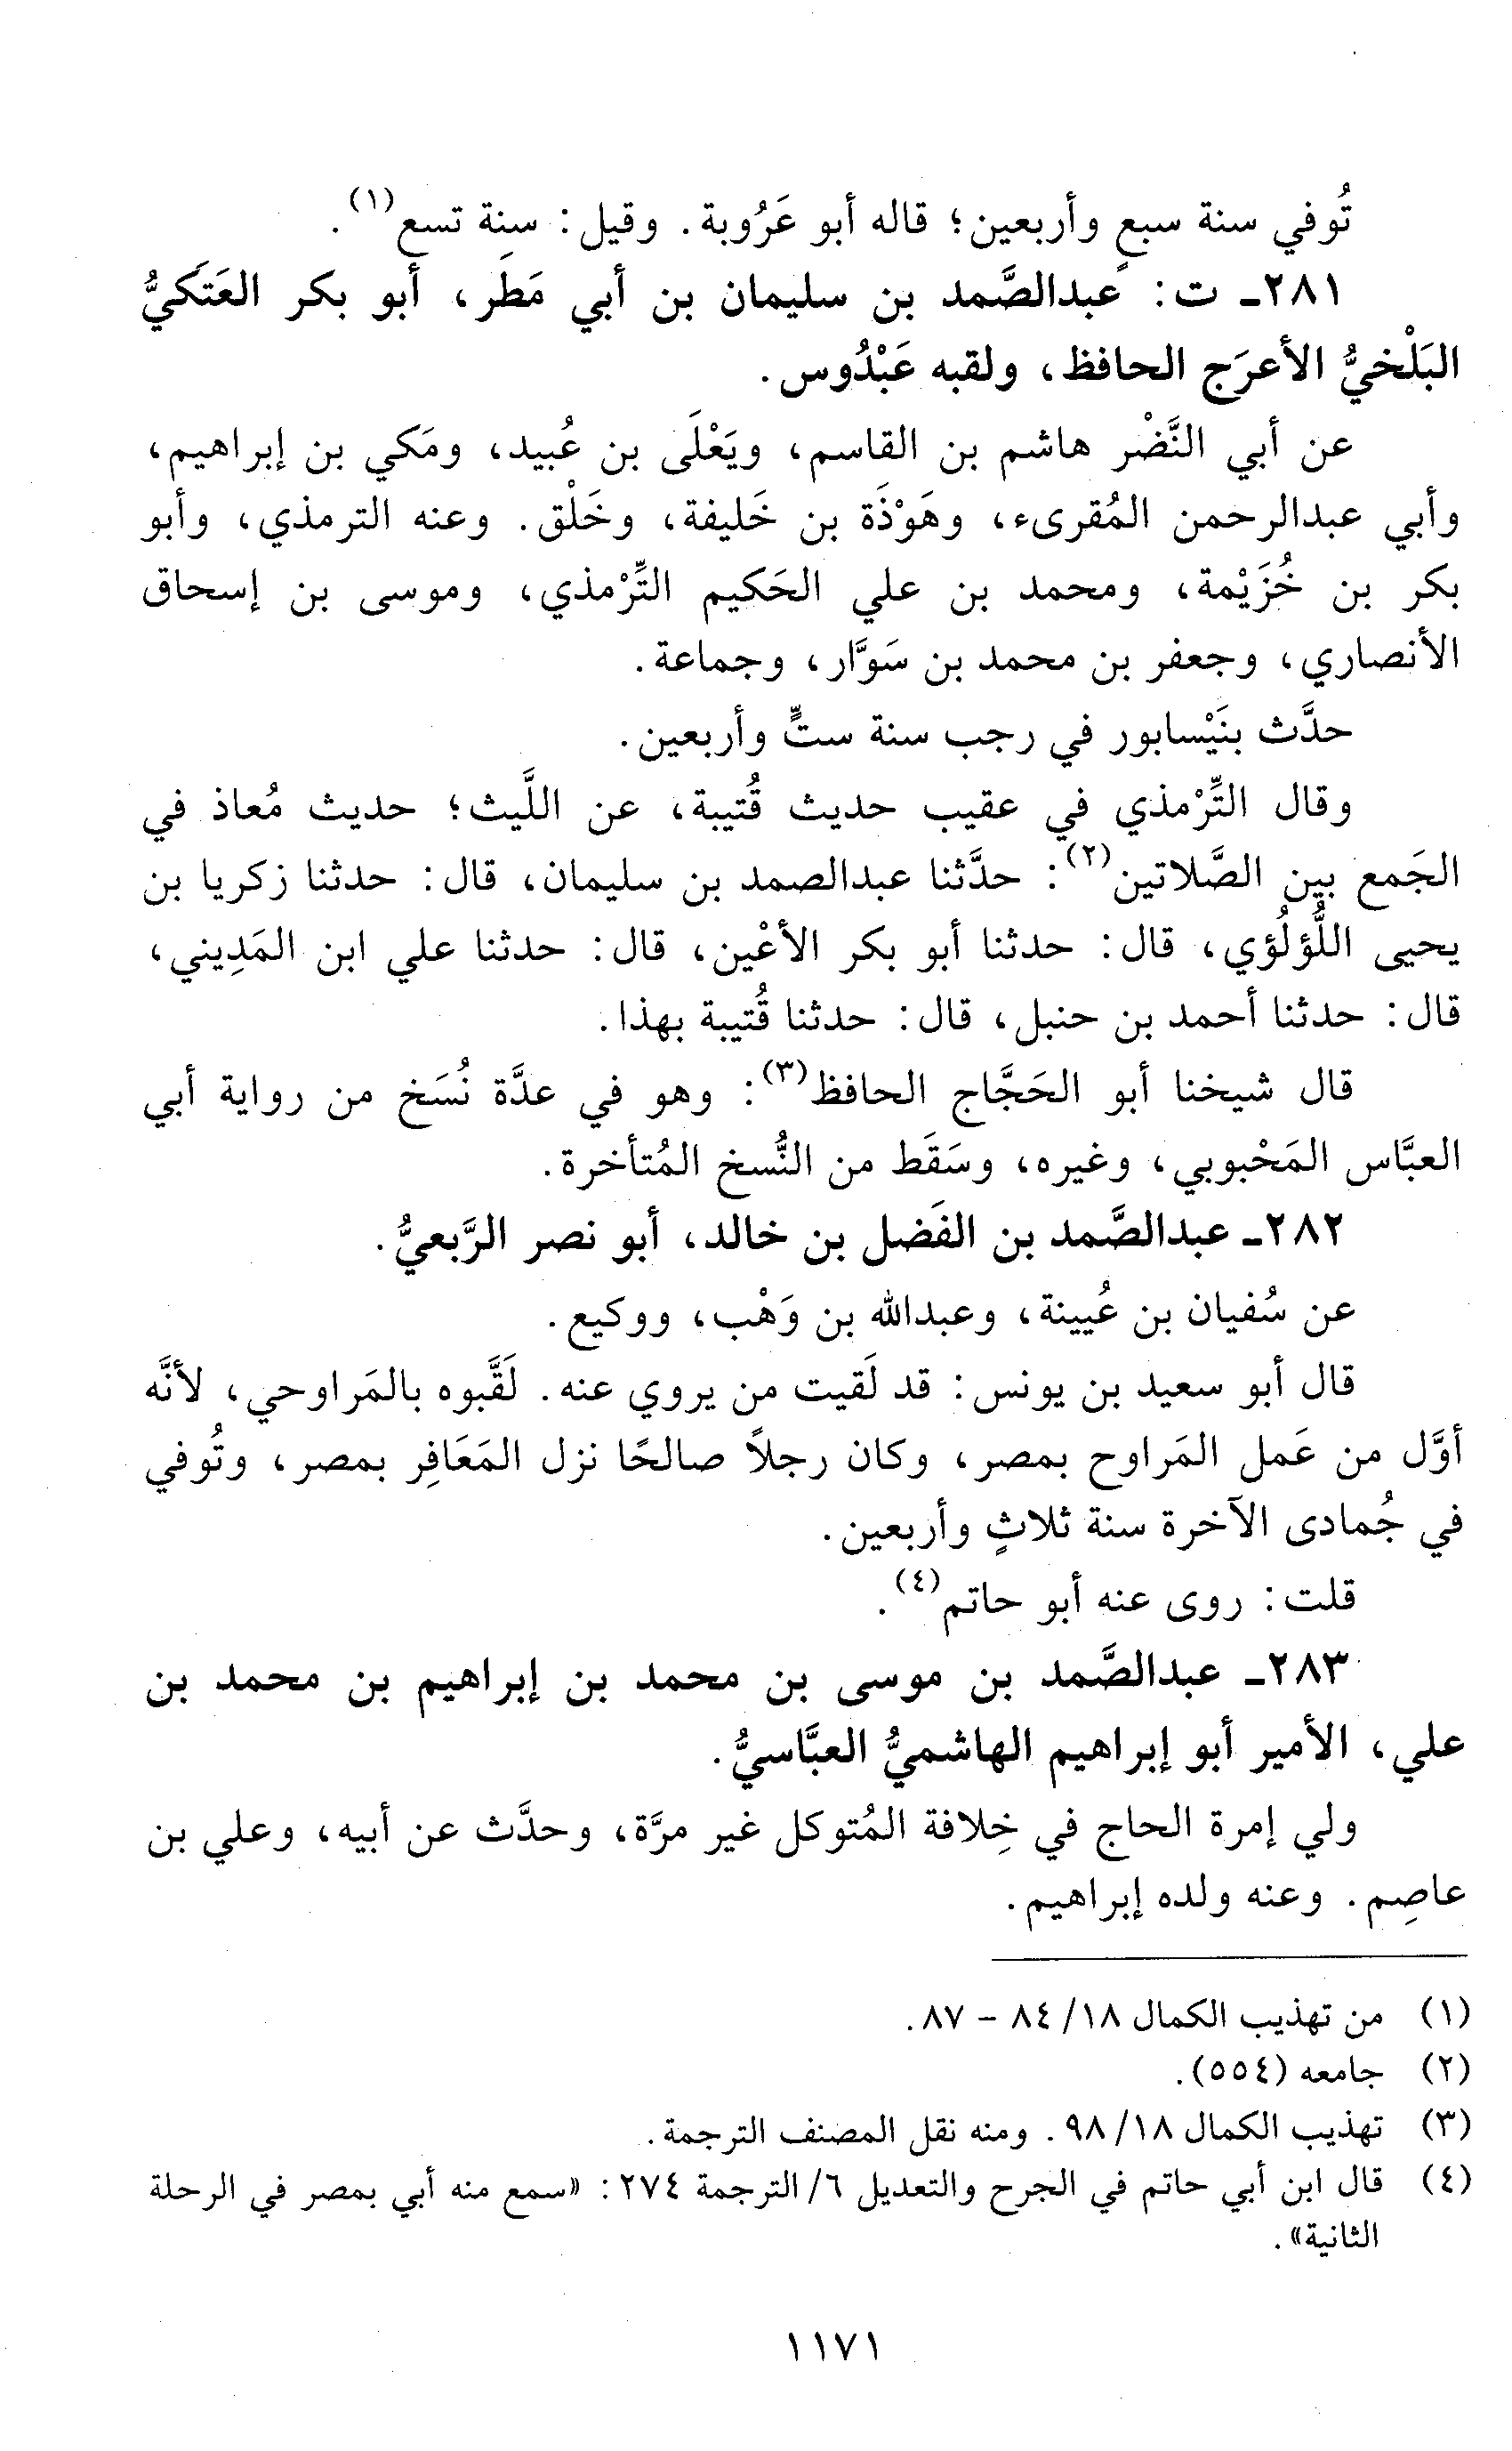 تُوفي سنة سبعٍ وأربعين؛ قاله أبو عَرُوبة. وقيل: سنة تسع(١).
٢٨١ـ ت: عبدالصَّمد بن سليمان بن أبي مَطَر، أبو بكر العَتَكيُّ
البَلْخيُّ الأعرَج الحافظ، ولقبه عَبْدُوس.
عن أبي النَّضْر هاشم بن القاسم، ويَعْلَى بن عُبيد، ومَكي بن إبراهيم،
وأبي عبدالرحمن المُقرىء، وهَوْذَة بن خَليفة، وخَلْق. وعنه الترمذي، وأبو
بكر بن خُزَيْمة، ومحمد بن علي الحَكيم التِّرْمذي، وموسى بن إسحاق
الأنصاري، وجعفر بن محمد بن سَوَّار، وجماعة.
حدَّث بنَيْسابور في رجب سنة ستٍّ وأربعين.
وقال التِّرْمذي في عقيب حديث قُتيبة، عن اللَّيث؛ حديث مُعاذ في
الجَمع بين الصَّلاتين(٢): حدَّثنا عبدالصمد بن سليمان، قال: حدثنا زكريا بن
يحيى اللُّؤلُؤي، قال: حدثنا أبو بكر الأعْين، قال: حدثنا علي ابن المَدِيني،
قال: حدثنا أحمد بن حنبل، قال: حدثنا قُتيبة بهذا.
قال شيخنا أبو الحَجَّاج الحافظ(٣): وهو في عدَّة نُسَخ من رواية أبي
العبَّاس المَحْبوبي، وغيره، وسَقَط من النُّسخ المُتأخرة.
٢٨٢ـ عبدالصَّمد بن الفَضل بن خالد، أبو نصر الرَّبعيُّ.
عن سُفيان بن عُيينة، وعبدالله بن وَهْب، ووكيع.
قال أبو سعيد بن يونس: قد لَقيت من يروي عنه. لَقَّبوه بالمَراوحي، لأنَّه
أوَّل من عَمل المَراوح بمصر، وكان رجلاً صالحًا نزل المَعَافِر بمصر، وتُوفي
في جُمادى الآخرة سنة ثلاثٍ وأربعين.
قلت: روى عنه أبو حاتم(٤).
٢٨٣ـ عبدالصَّمد بن موسى بن محمد بن إبراهيم بن محمد بن
علي، الأمير أبو إبراهيم الهاشميُّ العبَّاسيُّ.
ولي إمرة الحاج في خِلافة المُتوكل غير مرَّة، وحدَّث عن أبيه، وعلي بن
عاصِم. وعنه ولده إبراهيم.
(١) من تهذيب الكمال ١٨/ ٨٤ – ٨٧.
(٢) جامعه (٥٥٤).
(٣) تهذيب الكمال ١٨/ ٩٨. ومنه نقل المصنف الترجمة.
(٤) قال ابن أبي حاتم في الجرح والتعديل ٦/ الترجمة ٢٧٤: «سمع منه أبي بمصر في الرحلة
الثانية».
١١٧١